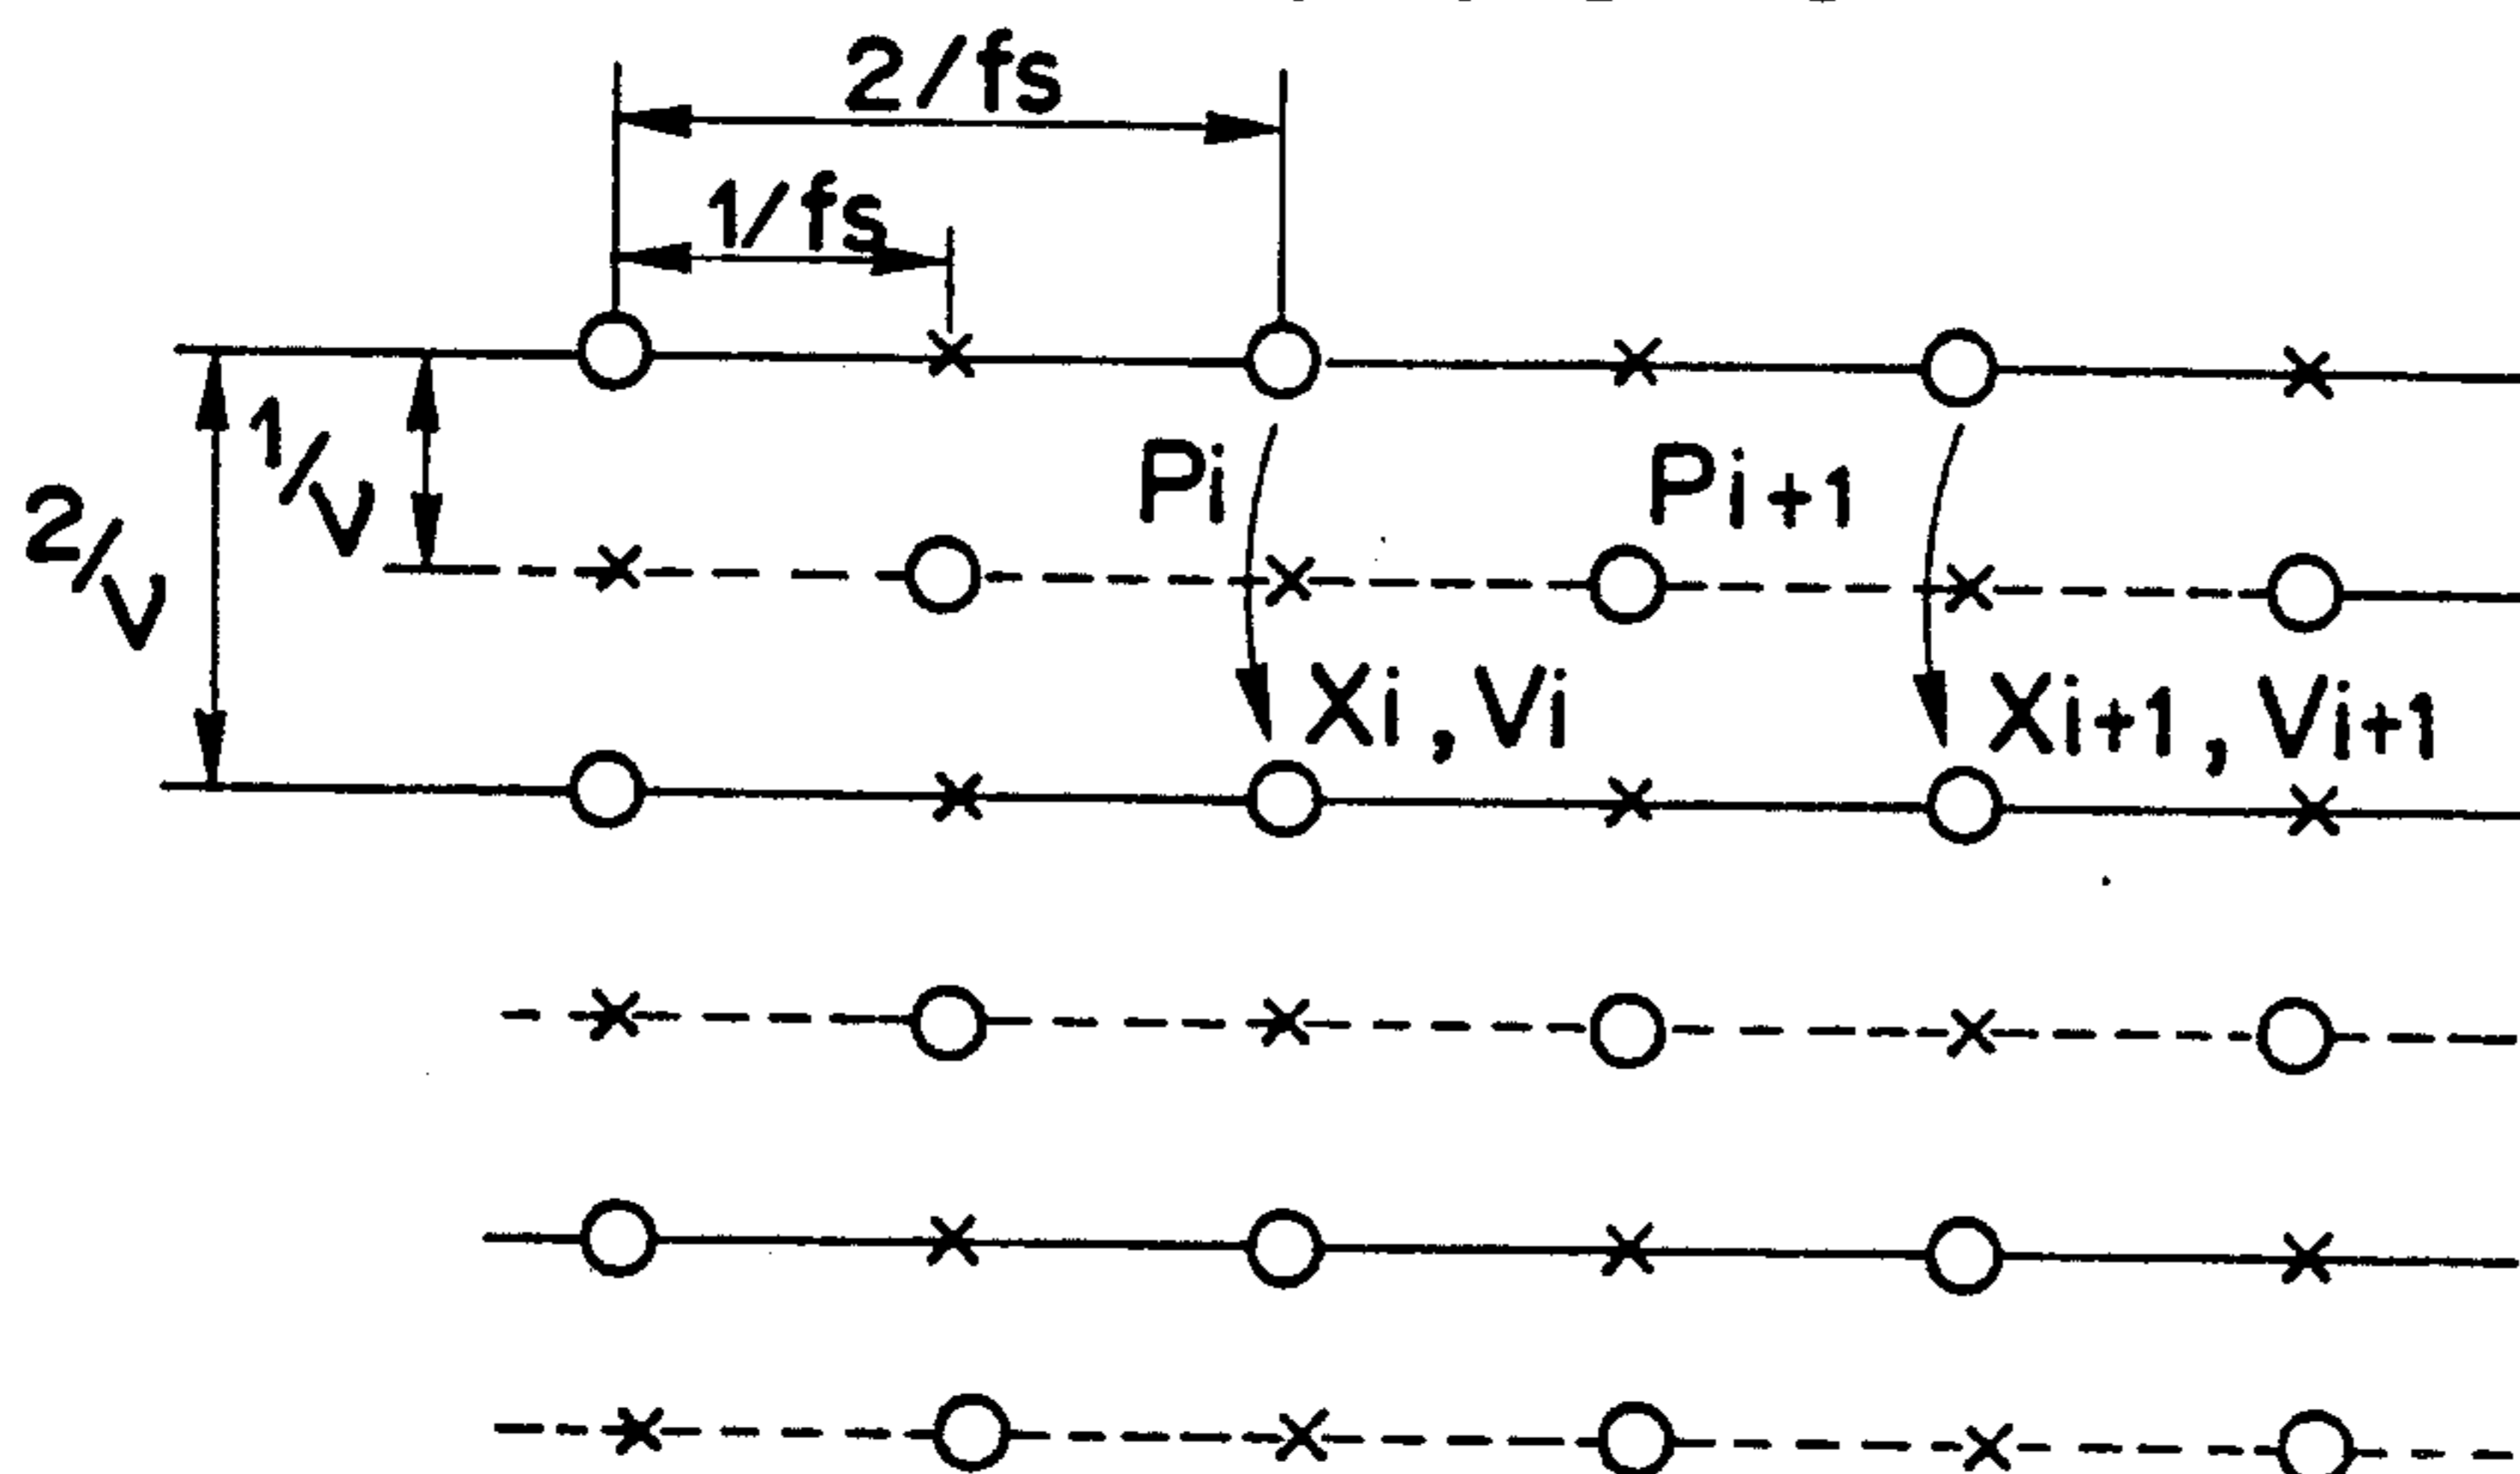 2/fs
1/fs
1/v
2/v
Pi
Pi+1
Xi, Vi
Xi+1, Vi+1